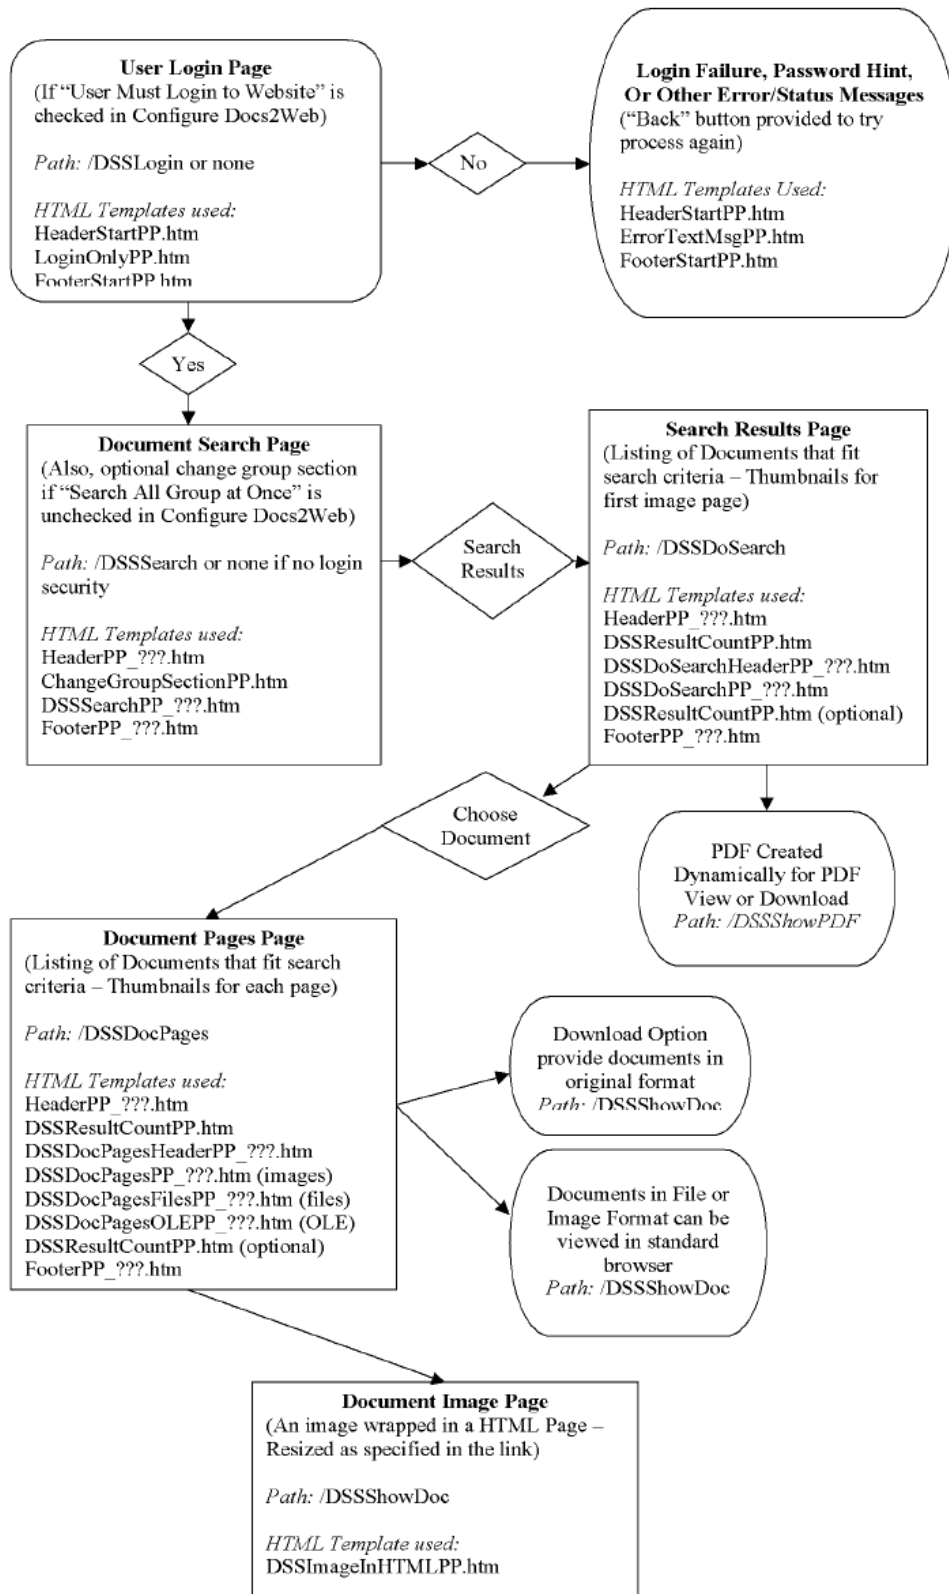 User Login Page
(If “User Must Login to Website” is
checked in Configure Docs2Web)
Path: /DSSLogin or none
HTML Templates used:
HeaderStartPP.htm
LoginOnlyPP.htm
FooterStartPP.htm
No
Login Failure, Password Hint,
Or Other Error/Status Messages
(“Back” button provided to try
process again)
HTML Templates Used:
HeaderStartPP.htm
ErrorTextMsgPP.htm
FooterStartPP.htm
Yes
Document Search Page
(Also, optional change group section
if “Search All Group at Once” is
unchecked in Configure Docs2Web)
Path: /DSSSearch or none if no login
security
HTML Templates used:
HeaderPP_???.htm
ChangeGroupSectionPP.htm
DSSSearchPP_???.htm
FooterPP_???.htm
Search
Results
Search Results Page
(Listing of Documents that fit
search criteria – Thumbnails for
first image page)
Path: /DSSDoSearch
HTML Templates used:
HeaderPP_???.htm
DSSResultCountPP.htm
DSSDoSearchHeaderPP_???.htm
DSSDoSearchPP_???.htm
DSSResultCountPP.htm (optional)
FooterPP_???.htm
Choose
Document
PDF Created
Dynamically for PDF
View or Download
Path: /DSSShowPDF
Document Pages Page
(Listing of Documents that fit search
criteria – Thumbnails for each page)
Path: /DSSDocPages
HTML Templates used:
HeaderPP_???.htm
DSSResultCountPP.htm
DSSDocPagesHeaderPP_???.htm
DSSDocPagesPP_???.htm (images)
DSSDocPagesFilesPP_???.htm (files)
DSSDocPagesOLEPP_???.htm (OLE)
DSSResultCountPP.htm (optional)
FooterPP_???.htm
Download Option
provide documents in
original format
Path: /DSSShowDoc
Documents in File or
Image Format can be
viewed in standard
browser
Path: /DSSShowDoc
Document Image Page
(An image wrapped in a HTML Page –
Resized as specified in the link)
Path: /DSSShowDoc
HTML Template used:
DSSImageInHTMLPP.htm